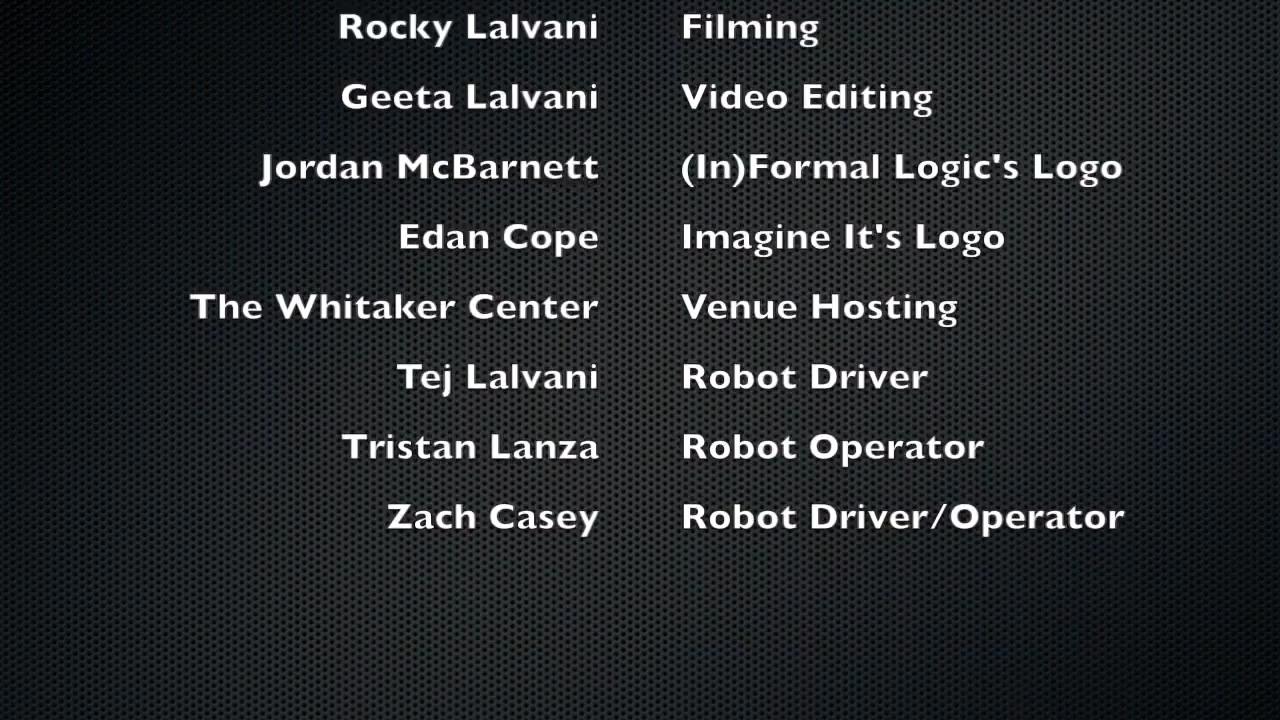 Rocky Lalvani Filming
Geeta Lalvani Video Editing
Jordan McBarnett (In)Formal Logic's Logo
Edan Cope Imagine It's Logo
The Whitaker Center Venue Hosting
Tej Lalvani Robot Driver
Tristan Lanza Robot Operator
Zach Casey Robot Driver/Operator